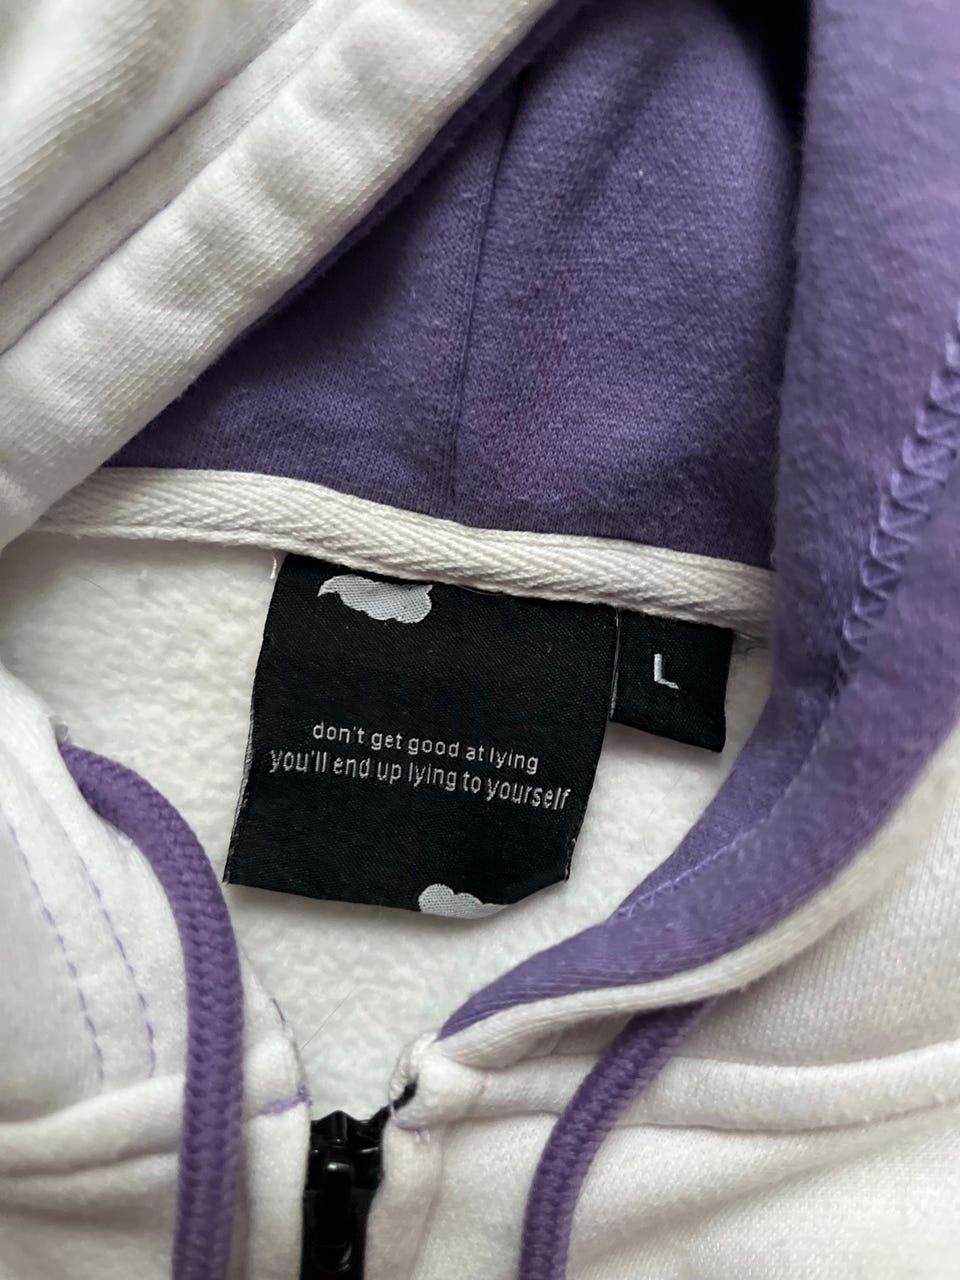 don't get good at lying
you'll end up lying to yourself
L